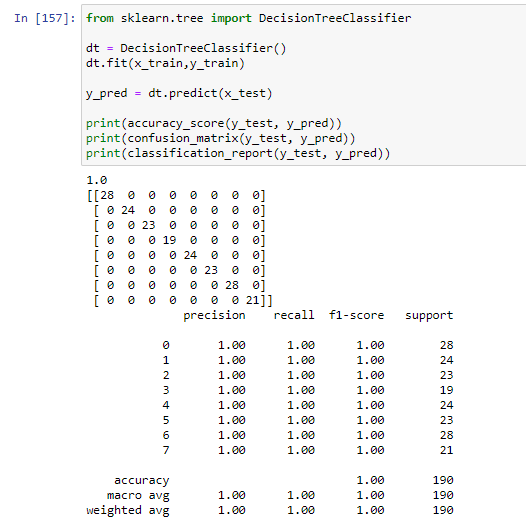 In [157]: from sklearn.tree import DecisionTreeClassifier
dt = DecisionTreeClassifier()
dt.fit(x_train,y_train)
y_pred = dt.predict(x_test)
print(accuracy_score(y_test, y_pred))
print(confusion_matrix(y_test, y_pred))
print(classification_report(y_test, y_pred))
1.0
[[28  0  0  0  0  0  0  0]
 [ 0 24  0  0  0  0  0  0]
 [ 0  0 23  0  0  0  0  0]
 [ 0  0  0 19  0  0  0  0]
 [ 0  0  0  0 24  0  0  0]
 [ 0  0  0  0  0 23  0  0]
 [ 0  0  0  0  0  0 28  0]
 [ 0  0  0  0  0  0  0 21]]
              precision    recall  f1-score   support
           0       1.00      1.00      1.00        28
           1       1.00      1.00      1.00        24
           2       1.00      1.00      1.00        23
           3       1.00      1.00      1.00        19
           4       1.00      1.00      1.00        24
           5       1.00      1.00      1.00        23
           6       1.00      1.00      1.00        28
           7       1.00      1.00      1.00        21
    accuracy                           1.00       190
   macro avg       1.00      1.00      1.00       190
weighted avg       1.00      1.00      1.00       190